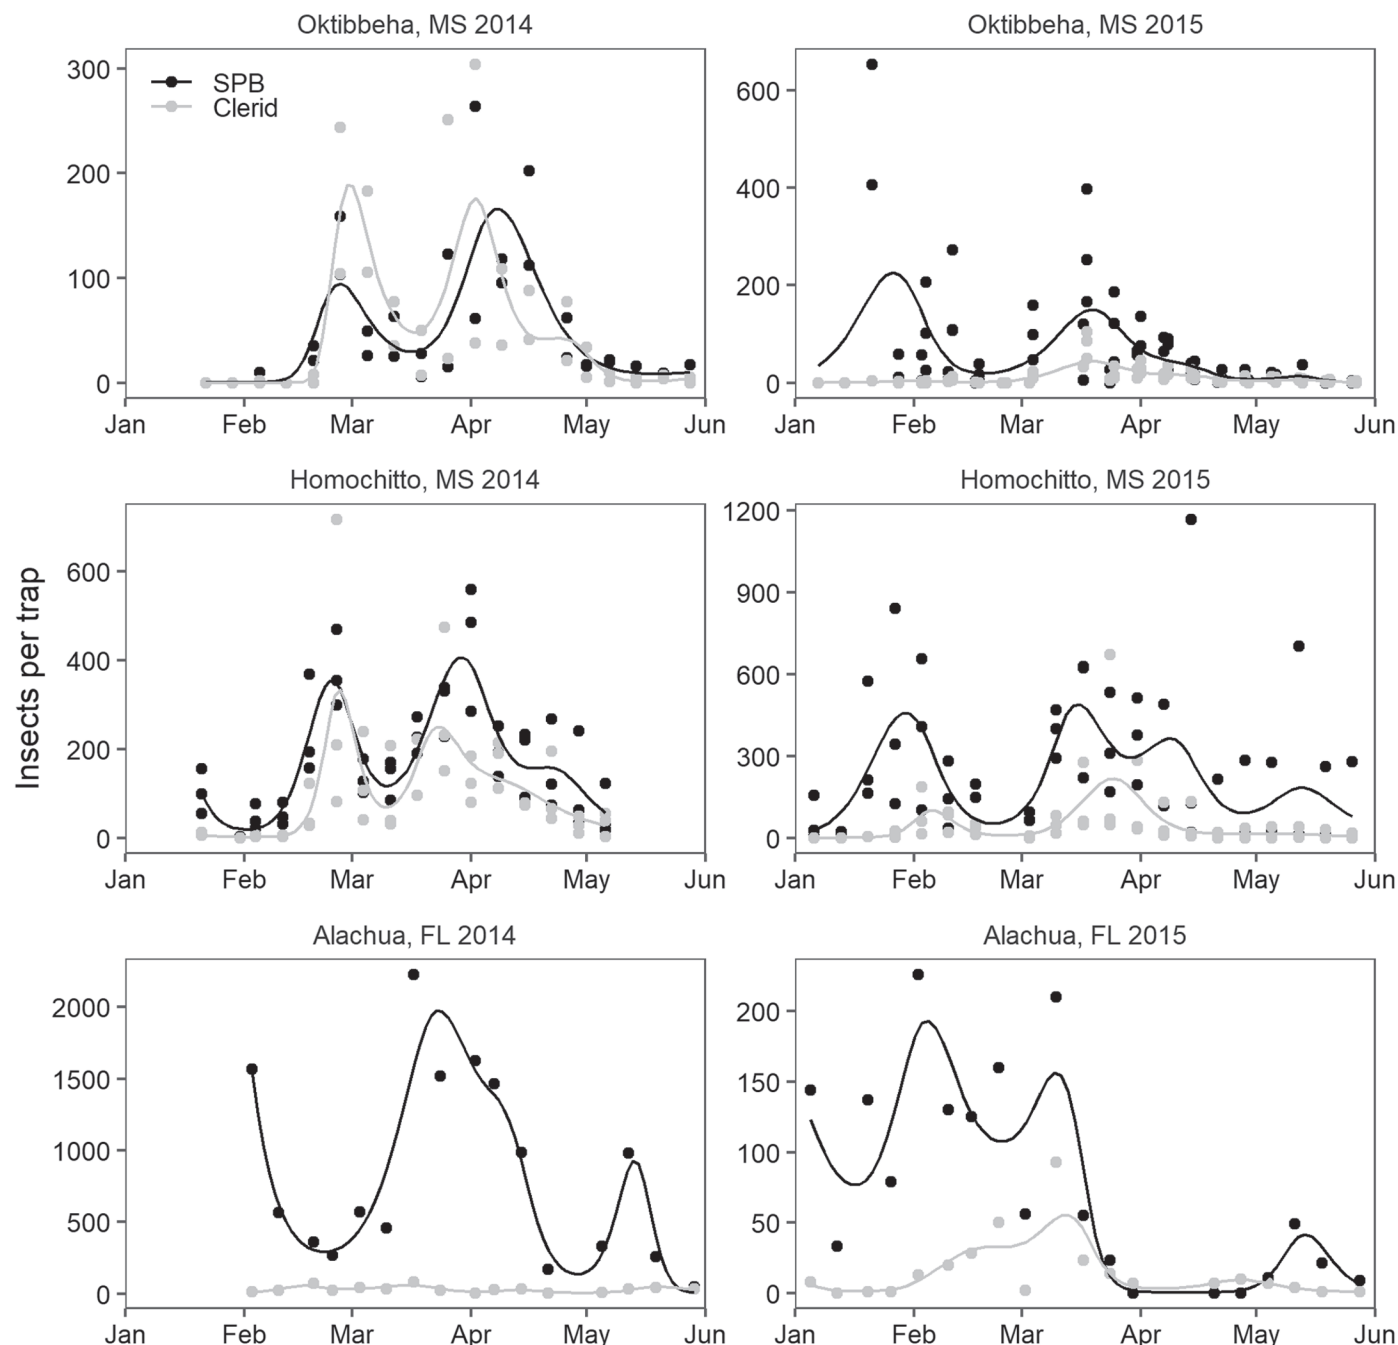 Oktibbeha, MS 2014
Oktibbeha, MS 2015
SPB
Clerid
300
200
100
0
Jan Feb Mar Apr May Jun
600
400
200
0
Jan Feb Mar Apr May Jun
Homochitto, MS 2014
Homochitto, MS 2015
Insects per trap
600
400
200
0
Jan Feb Mar Apr May Jun
1200
900
600
300
0
Jan Feb Mar Apr May Jun
Alachua, FL 2014
Alachua, FL 2015
2000
1500
1000
500
0
Jan Feb Mar Apr May Jun
200
150
100
50
0
Jan Feb Mar Apr May Jun